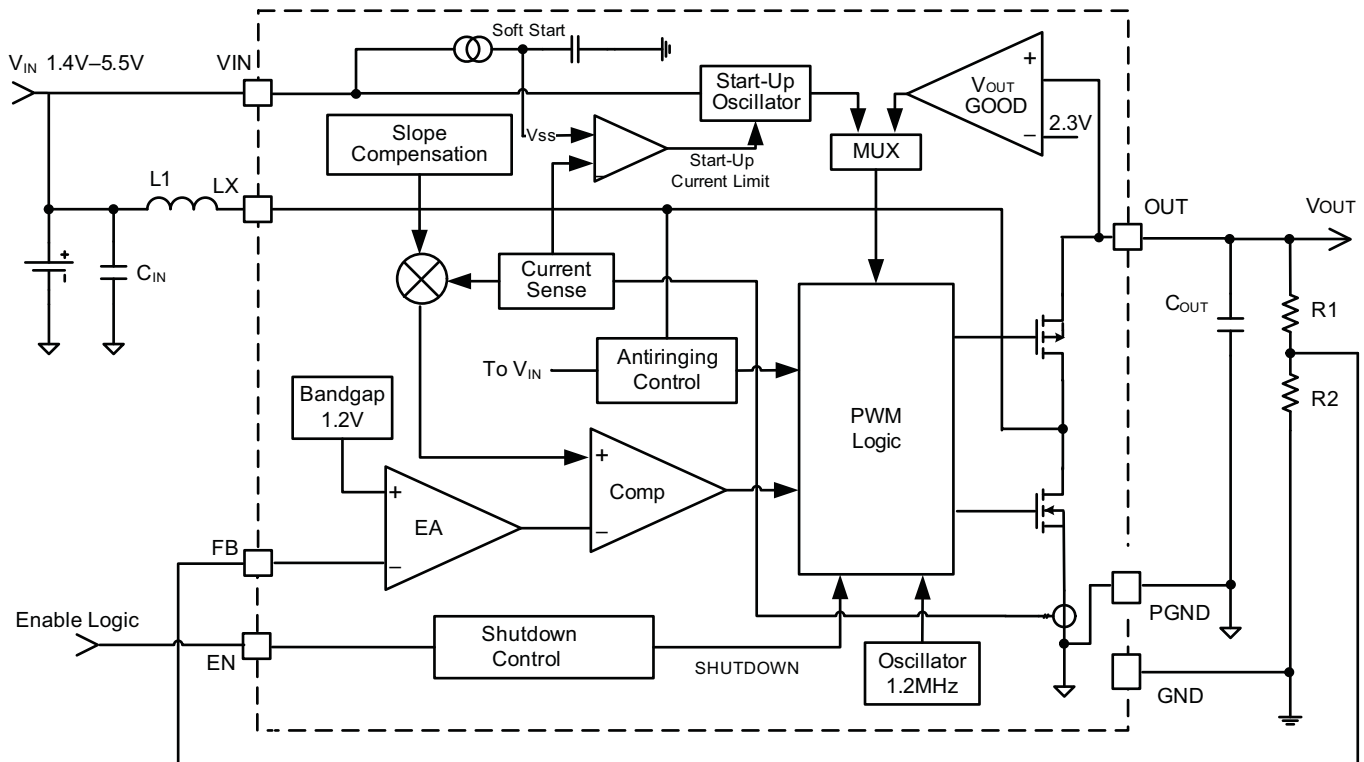 Soft Start
VIN 1.4V–5.5V
VIN
Start-Up
Oscillator
+
VOUT
GOOD
–
2.3V
Slope
Compensation
Vss
–
Start-Up
Current Limit
MUX
L1
LX
OUT
VOUT
+
–
CIN
Current
Sense
COUT
R1
To VIN
Antiringing
Control
R2
Bandgap
1.2V
PWM
Logic
+
Comp
–
+
EA
–
FB
Enable Logic
EN
Shutdown
Control
SHUTDOWN
Oscillator
1.2MHz
PGND
GND